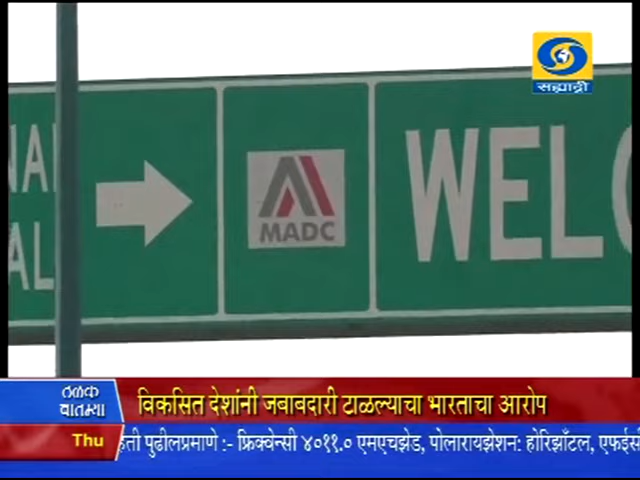 सह्याद्री
NAL
AL
MADC
WEL
ठळक
बातम्या
विकसित देशांनी जबाबदारी टाळल्याचा भारताचा आरोप
Thu
हिती पुढीलप्रमाणे :- फ्रिक्वेन्सी ४०११.० एमएचझेड, पोलारायझेशन: होरिझाँटल, एफईसी